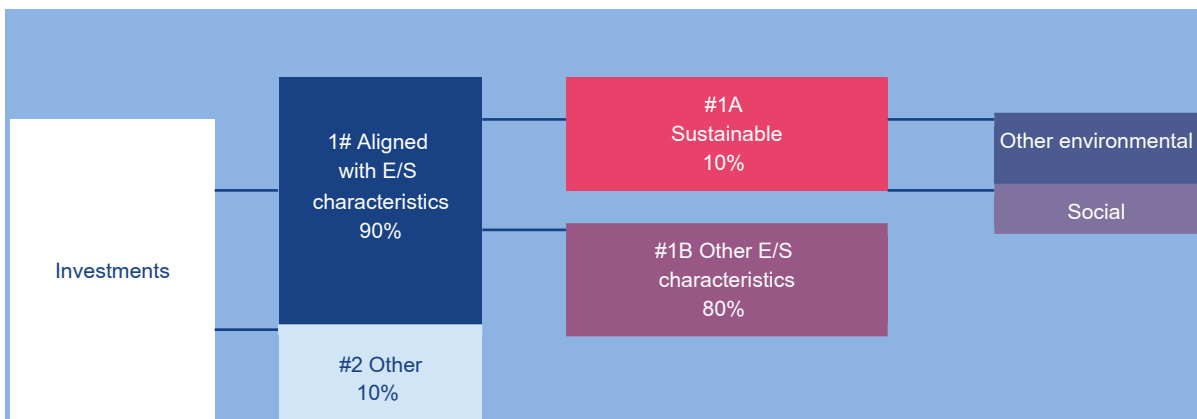 Investments
1# Aligned
with E/S
characteristics
90%
#2 Other
10%
#1A
Sustainable
10%
#1B Other E/S
characteristics
80%
Other environmental
Social